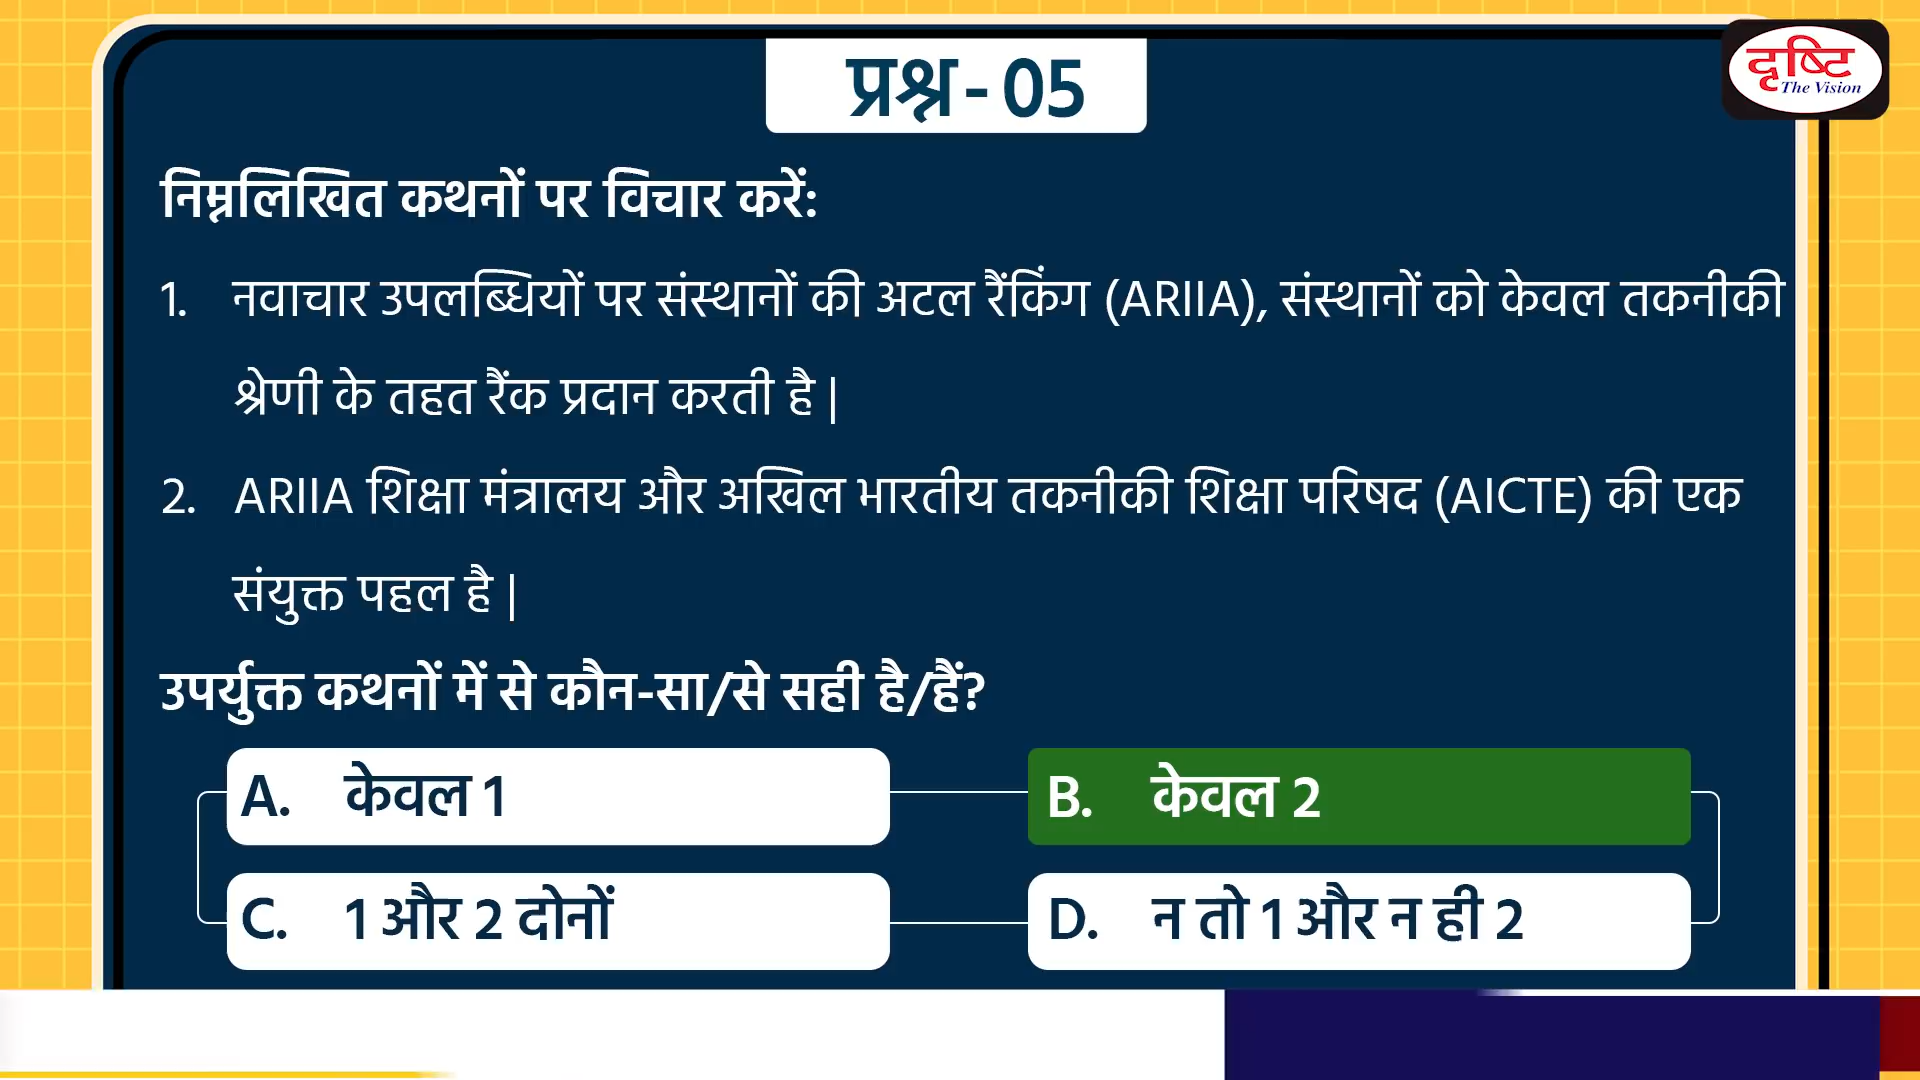 प्रश्न - 05
दृष्टि
The Vision
निम्नलिखित कथनों पर विचार करें:
1. नवाचार उपलब्धियों पर संस्थानों की अटल रैंकिंग (ARIIA), संस्थानों को केवल तकनीकी
श्रेणी के तहत रैंक प्रदान करती है |
2. ARIIA शिक्षा मंत्रालय और अखिल भारतीय तकनीकी शिक्षा परिषद (AICTE) की एक
संयुक्त पहल है |
उपर्युक्त कथनों में से कौन-सा/से सही है/हैं?
A. केवल 1
B. केवल 2
C. 1 और 2 दोनों
D. न तो 1 और न ही 2